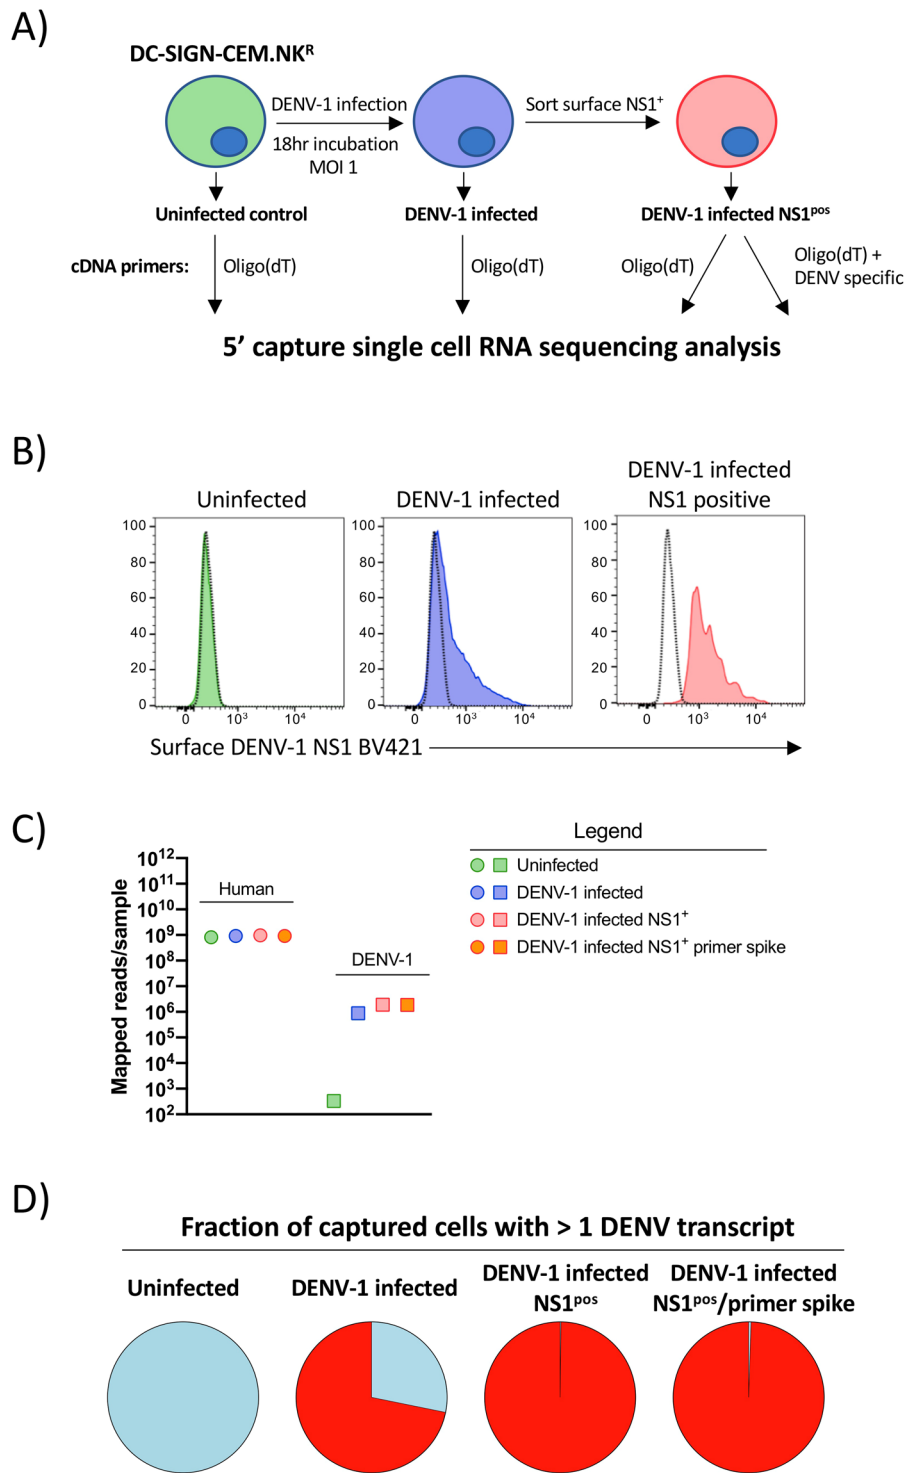 A)
DC-SIGN-CEM.NKᴿ
DENV-1 infection
18hr incubation
MOI 1
Sort surface NS1⁺
Uninfected control
DENV-1 infected
DENV-1 infected NS1ᵖᵒˢ
cDNA primers:
Oligo(dT)
Oligo(dT)
Oligo(dT)
Oligo(dT) +
DENV specific
5’ capture single cell RNA sequencing analysis
B)
Uninfected
DENV-1 infected
DENV-1 infected
NS1 positive
100
80
60
40
20
0
0 10³ 10⁴
100
80
60
40
20
0
0 10³ 10⁴
100
80
60
40
20
0
0 10³ 10⁴
Surface DENV-1 NS1 BV421
C)
Mapped reads/sample
10¹²
10¹¹
10¹⁰
10⁹
10⁸
10⁷
10⁶
10⁵
10⁴
10³
10²
Human
DENV-1
Legend
Uninfected
DENV-1 infected
DENV-1 infected NS1⁺
DENV-1 infected NS1⁺ primer spike
D)
Fraction of captured cells with > 1 DENV transcript
Uninfected
DENV-1 infected
DENV-1 infected
NS1ᵖᵒˢ
DENV-1 infected
NS1ᵖᵒˢ/primer spike